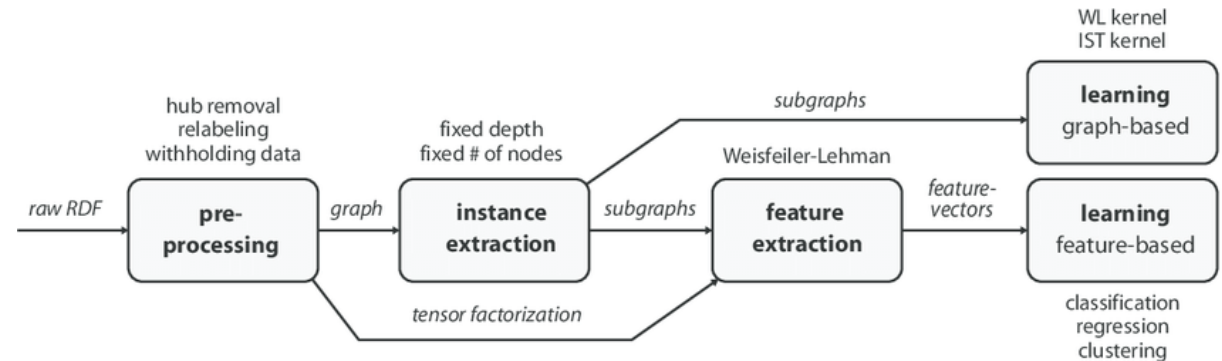 WL kernel
IST kernel
hub removal
relabeling
withholding data
fixed depth
fixed # of nodes
subgraphs
learning
graph-based
Weisfeiler-Lehman
raw RDF
pre-
processing
graph
instance
extraction
subgraphs
feature
extraction
feature-
vectors
learning
feature-based
tensor factorization
classification
regression
clustering